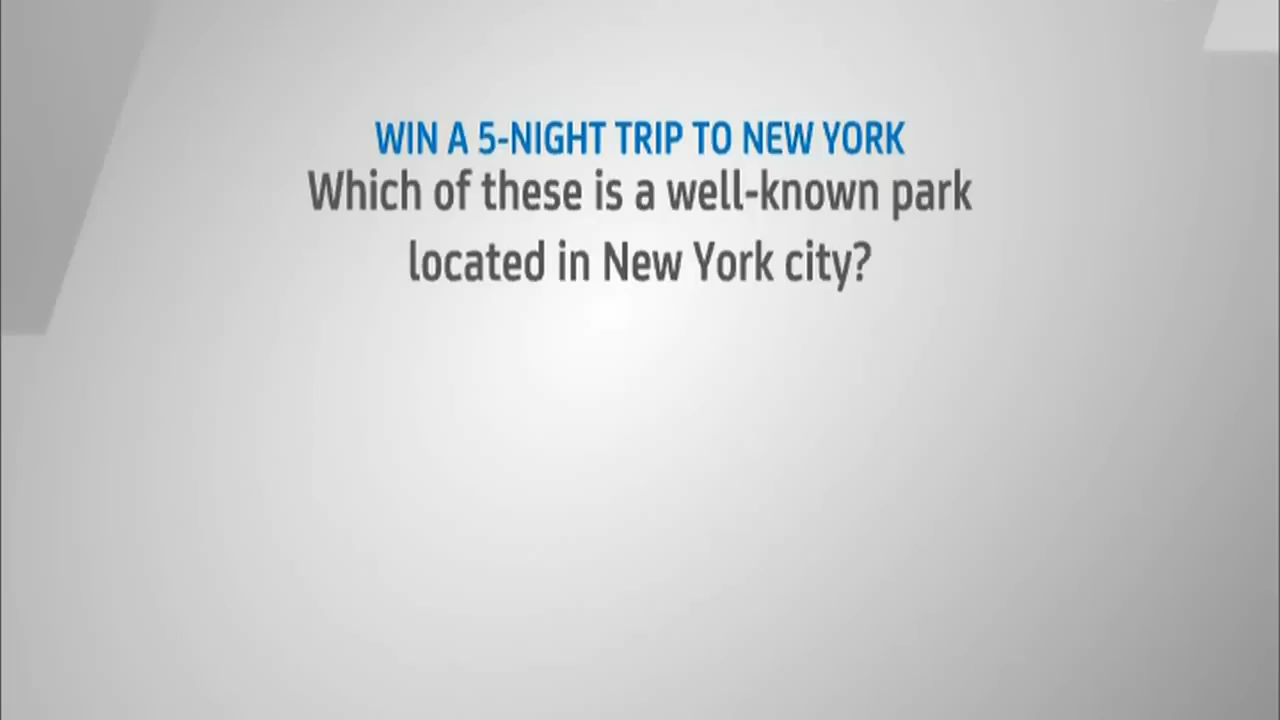 WIN A 5-NIGHT TRIP TO NEW YORK
Which of these is a well-known park
located in New York city?